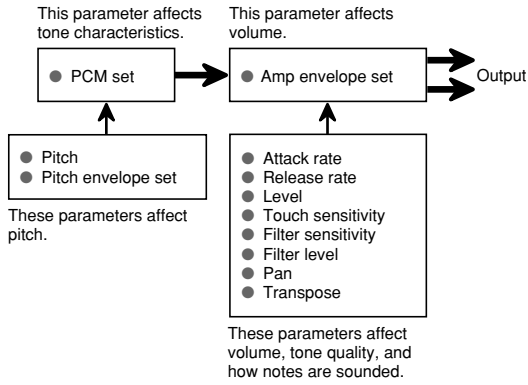 This parameter affects
tone characteristics.
This parameter affects
volume.
PCM set
Amp envelope set
Output
Pitch
Pitch envelope set
These parameters affect
pitch.
Attack rate
Release rate
Level
Touch sensitivity
Filter sensitivity
Filter level
Pan
Transpose
These parameters affect
volume, tone quality, and
how notes are sounded.